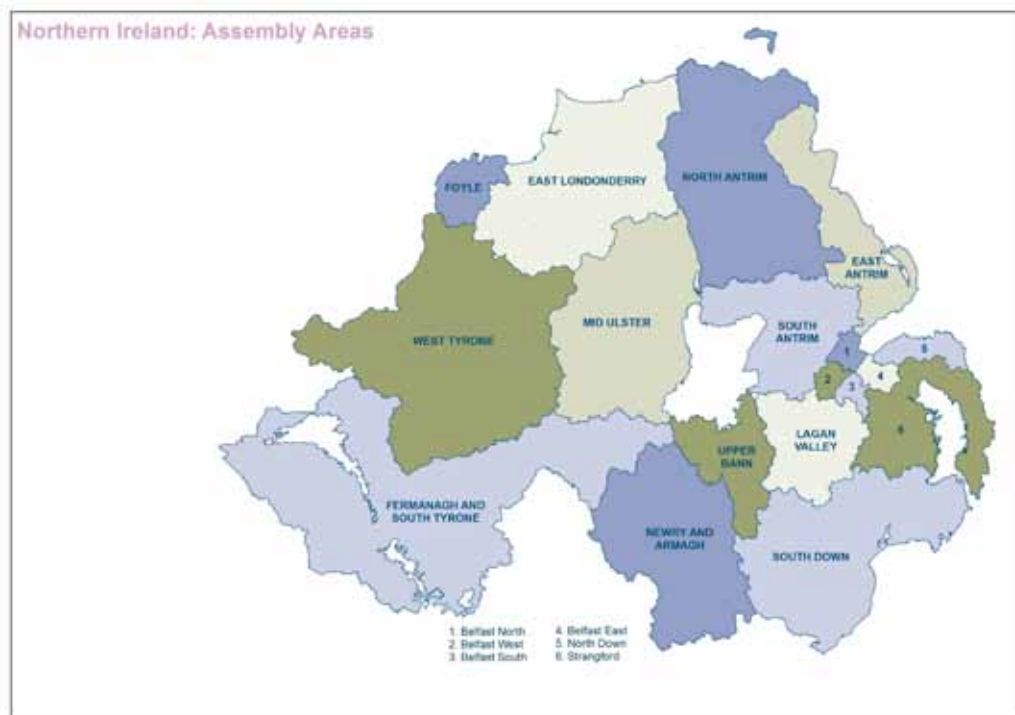 Northern Ireland: Assembly Areas
FOYLE
EAST LONDONDERRY
NORTH ANTRIM
EAST
ANTRIM
WEST TYRONE
MID ULSTER
SOUTH
ANTRIM
1
5
2
3
4
LAGAN
VALLEY
6
UPPER
BANN
FERMANAGH AND
SOUTH TYRONE
NEWRY AND
ARMAGH
SOUTH DOWN
1. Belfast North
2. Belfast West
3. Belfast South
4. Belfast East
5. North Down
6. Strangford